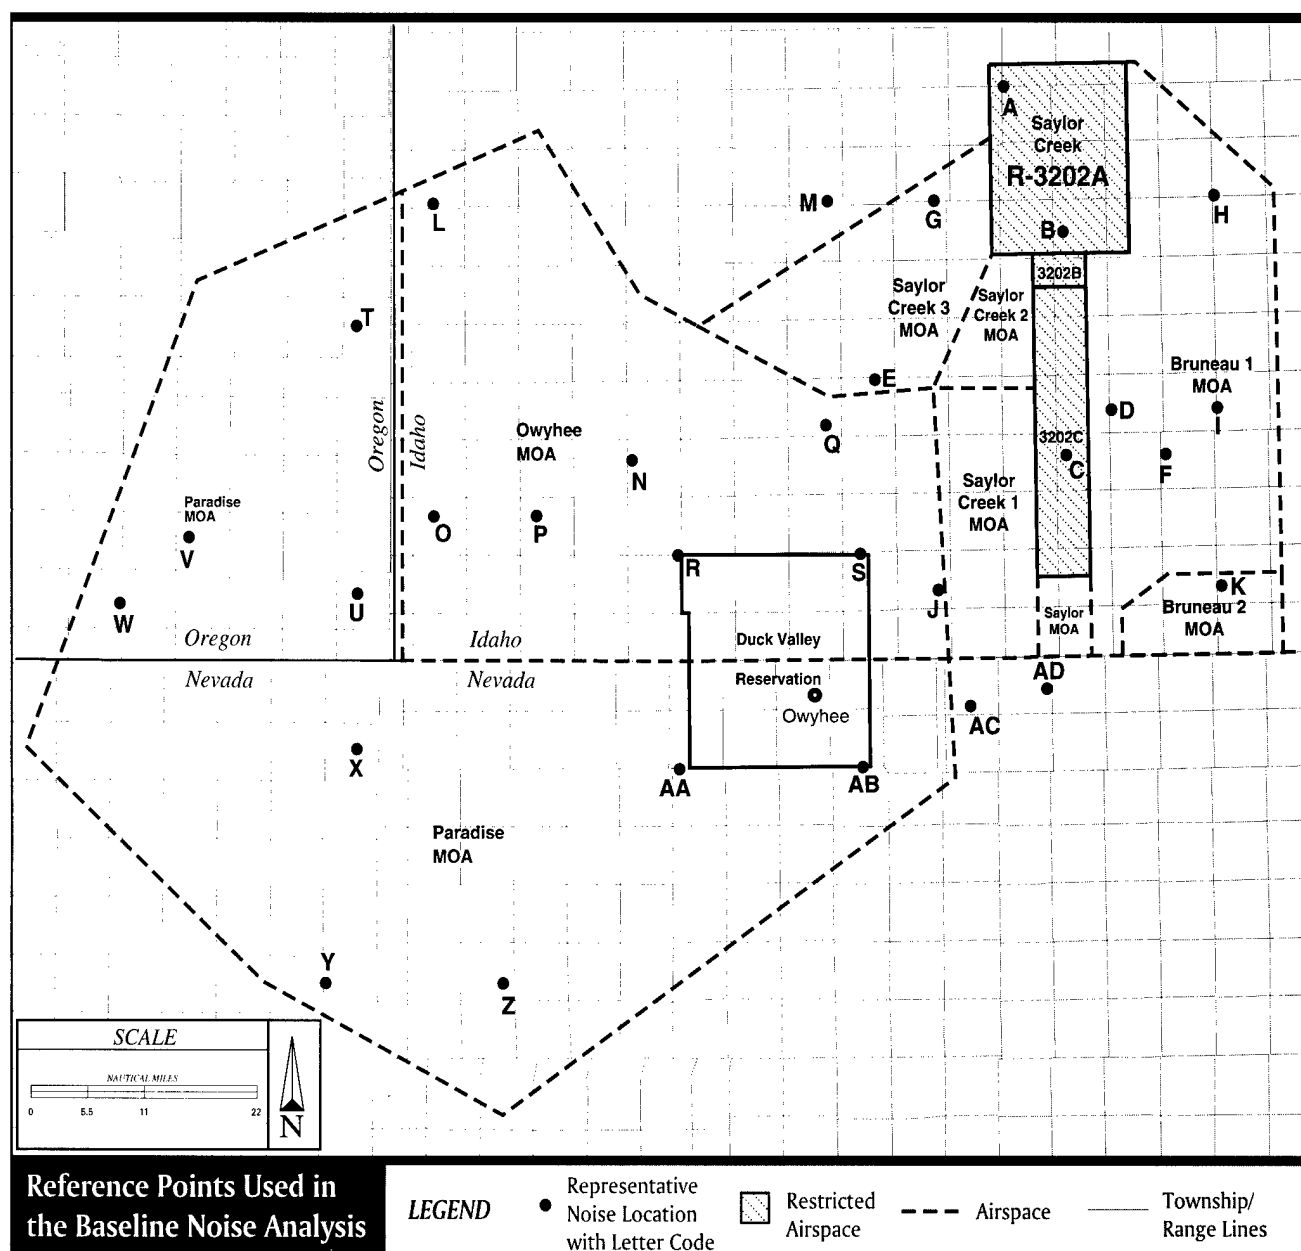 A
Saylor
Creek
R-3202A
L
M
G
H
B
3202B
T
Saylor
Creek 3
MOA
Saylor
Creek 2
MOA
Bruneau 1
MOA
E
D
I
Oregon
Idaho
Owyhee
MOA
Q
3202C
C
F
N
Paradise
MOA
Saylor
Creek 1
MOA
V
O
P
R
S
W
U
J
K
Saylor
MOA
Bruneau 2
MOA
Oregon
Idaho
Duck Valley
Nevada
Nevada
Reservation
Owyhee
AD
AC
X
AA
AB
Paradise
MOA
Y
Z
SCALE
NAUTICAL MILES
0 5.5 11 22
N
Reference Points Used in
the Baseline Noise Analysis
LEGEND
Representative
Noise Location
with Letter Code
Restricted
Airspace
Airspace
Township/
Range Lines